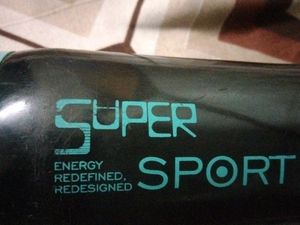 SUPER
ENERGY
REDEFINED,
REDESIGNED
SPORT